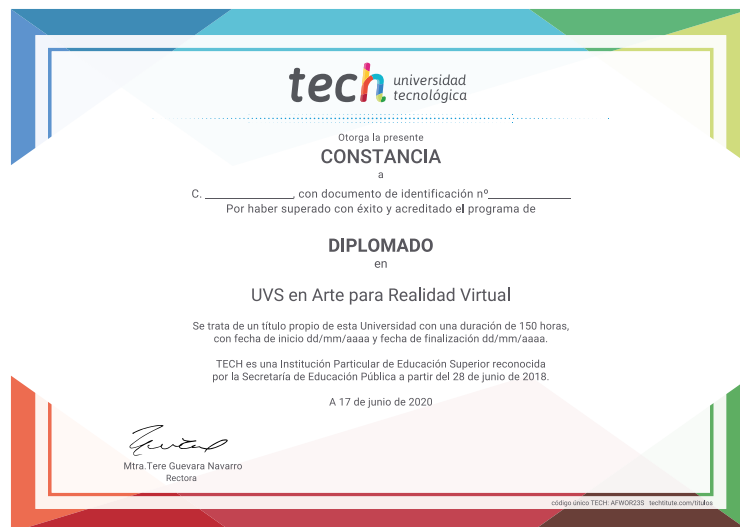 tech universidad
tecnológica
Otorga la presente
CONSTANCIA
a
C. ______________, con documento de identificación nº______________
Por haber superado con éxito y acreditado el programa de
DIPLOMADO
en
UVS en Arte para Realidad Virtual
Se trata de un título propio de esta Universidad con una duración de 150 horas,
con fecha de inicio dd/mm/aaaa y fecha de finalización dd/mm/aaaa.
TECH es una Institución Particular de Educación Superior reconocida
por la Secretaría de Educación Pública a partir del 28 de junio de 2018.
A 17 de junio de 2020
Mtra.Tere Guevara Navarro
Rectora
código único TECH: AFWOR23S techtitute.com/títulos